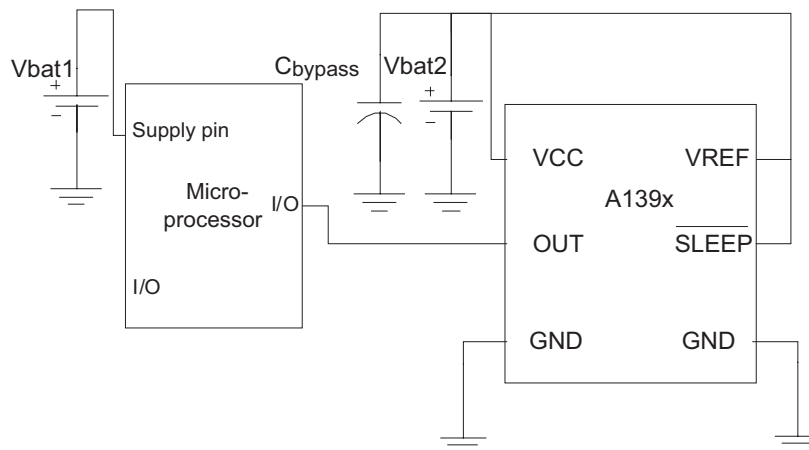 Vbat1
+
-
Supply pin
Micro-
processor
I/O
I/O
Cbypass
Vbat2
+
-
VCC
VREF
A139x
OUT
SLEEP
GND
GND